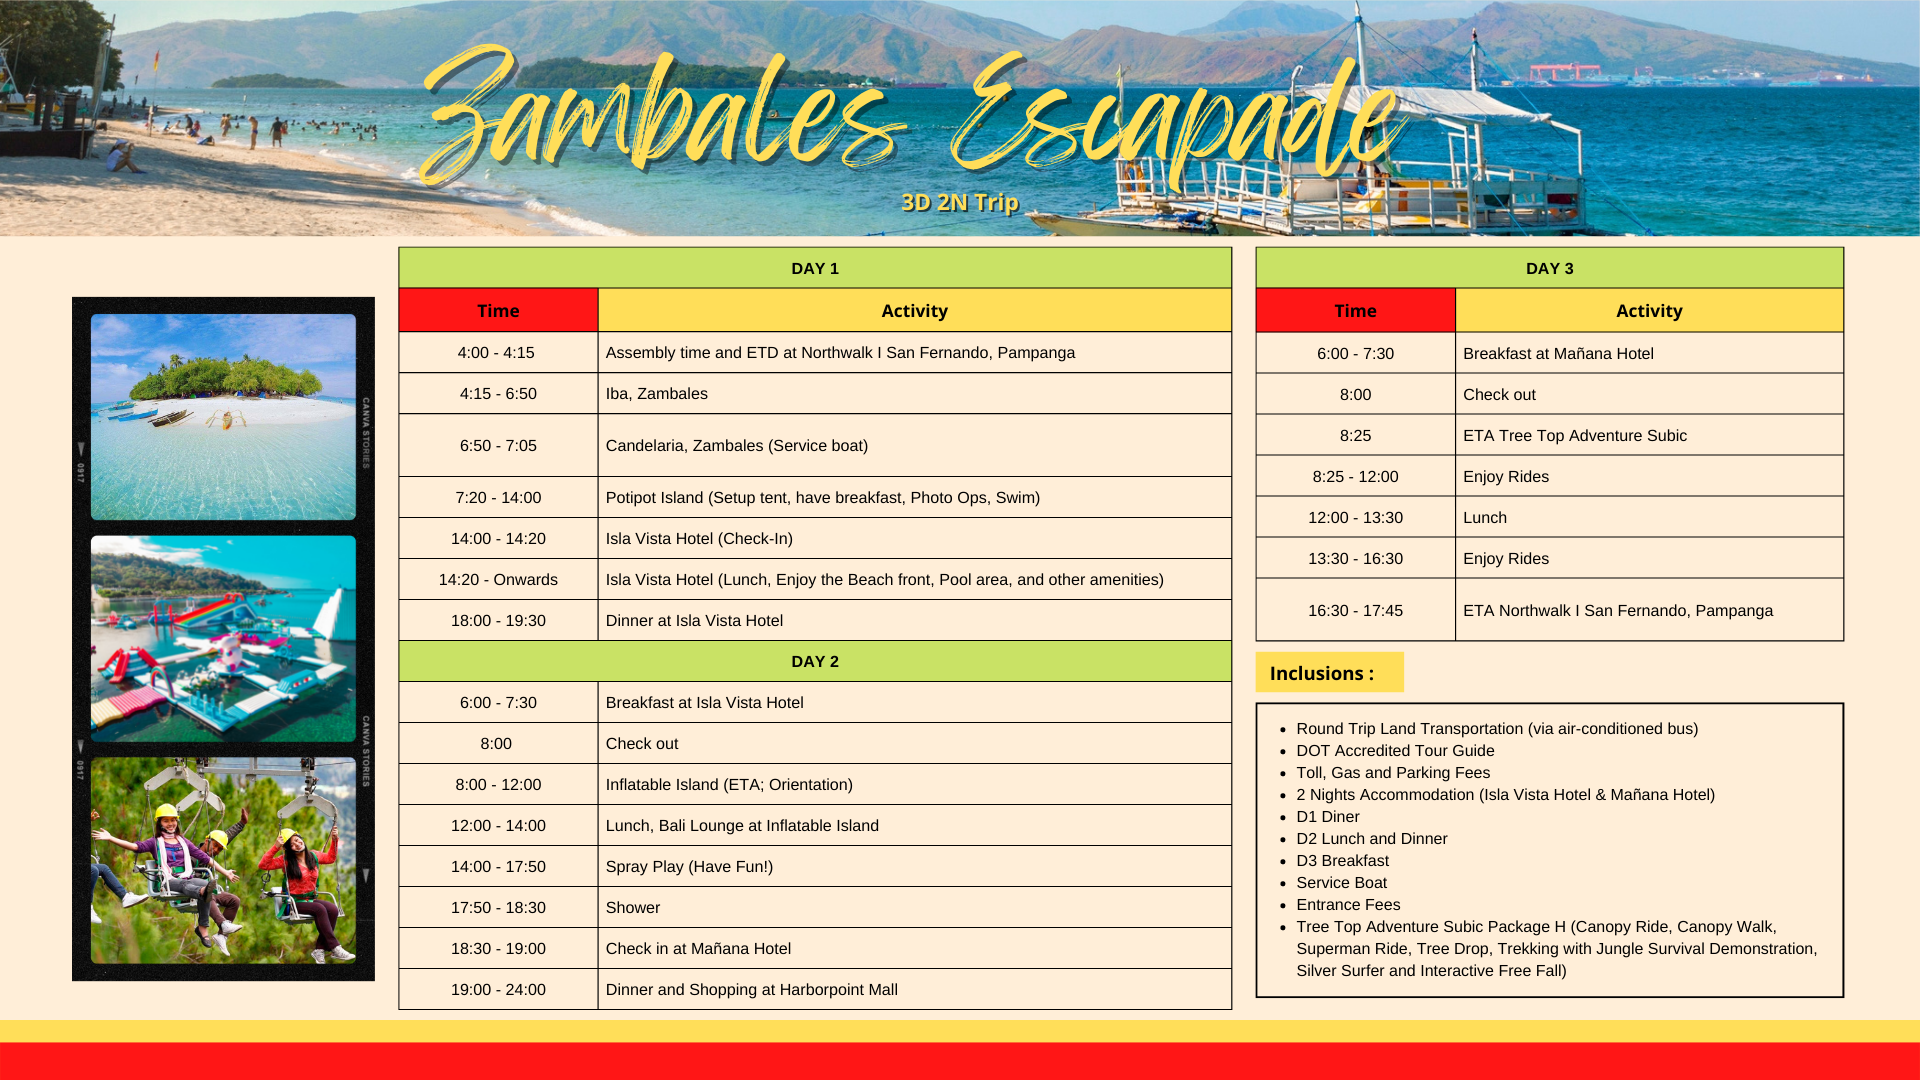 Zambales Escapade
3D 2N Trip
CANVA STORIES
0917
CANVA STORIES
0917
DAY 1
Time Activity
4:00 - 4:15 Assembly time and ETD at Northwalk I San Fernando, Pampanga
4:15 - 6:50 Iba, Zambales
6:50 - 7:05 Candelaria, Zambales (Service boat)
7:20 - 14:00 Potipot Island (Setup tent, have breakfast, Photo Ops, Swim)
14:00 - 14:20 Isla Vista Hotel (Check-In)
14:20 - Onwards Isla Vista Hotel (Lunch, Enjoy the Beach front, Pool area, and other amenities)
18:00 - 19:30 Dinner at Isla Vista Hotel
DAY 2
6:00 - 7:30 Breakfast at Isla Vista Hotel
8:00 Check out
8:00 - 12:00 Inflatable Island (ETA; Orientation)
12:00 - 14:00 Lunch, Bali Lounge at Inflatable Island
14:00 - 17:50 Spray Play (Have Fun!)
17:50 - 18:30 Shower
18:30 - 19:00 Check in at Mañana Hotel
19:00 - 24:00 Dinner and Shopping at Harborpoint Mall
DAY 3
Time Activity
6:00 - 7:30 Breakfast at Mañana Hotel
8:00 Check out
8:25 ETA Tree Top Adventure Subic
8:25 - 12:00 Enjoy Rides
12:00 - 13:30 Lunch
13:30 - 16:30 Enjoy Rides
16:30 - 17:45 ETA Northwalk I San Fernando, Pampanga
Inclusions :
• Round Trip Land Transportation (via air-conditioned bus)
• DOT Accredited Tour Guide
• Toll, Gas and Parking Fees
• 2 Nights Accommodation (Isla Vista Hotel & Mañana Hotel)
• D1 Diner
• D2 Lunch and Dinner
• D3 Breakfast
• Service Boat
• Entrance Fees
• Tree Top Adventure Subic Package H (Canopy Ride, Canopy Walk,
Superman Ride, Tree Drop, Trekking with Jungle Survival Demonstration,
Silver Surfer and Interactive Free Fall)